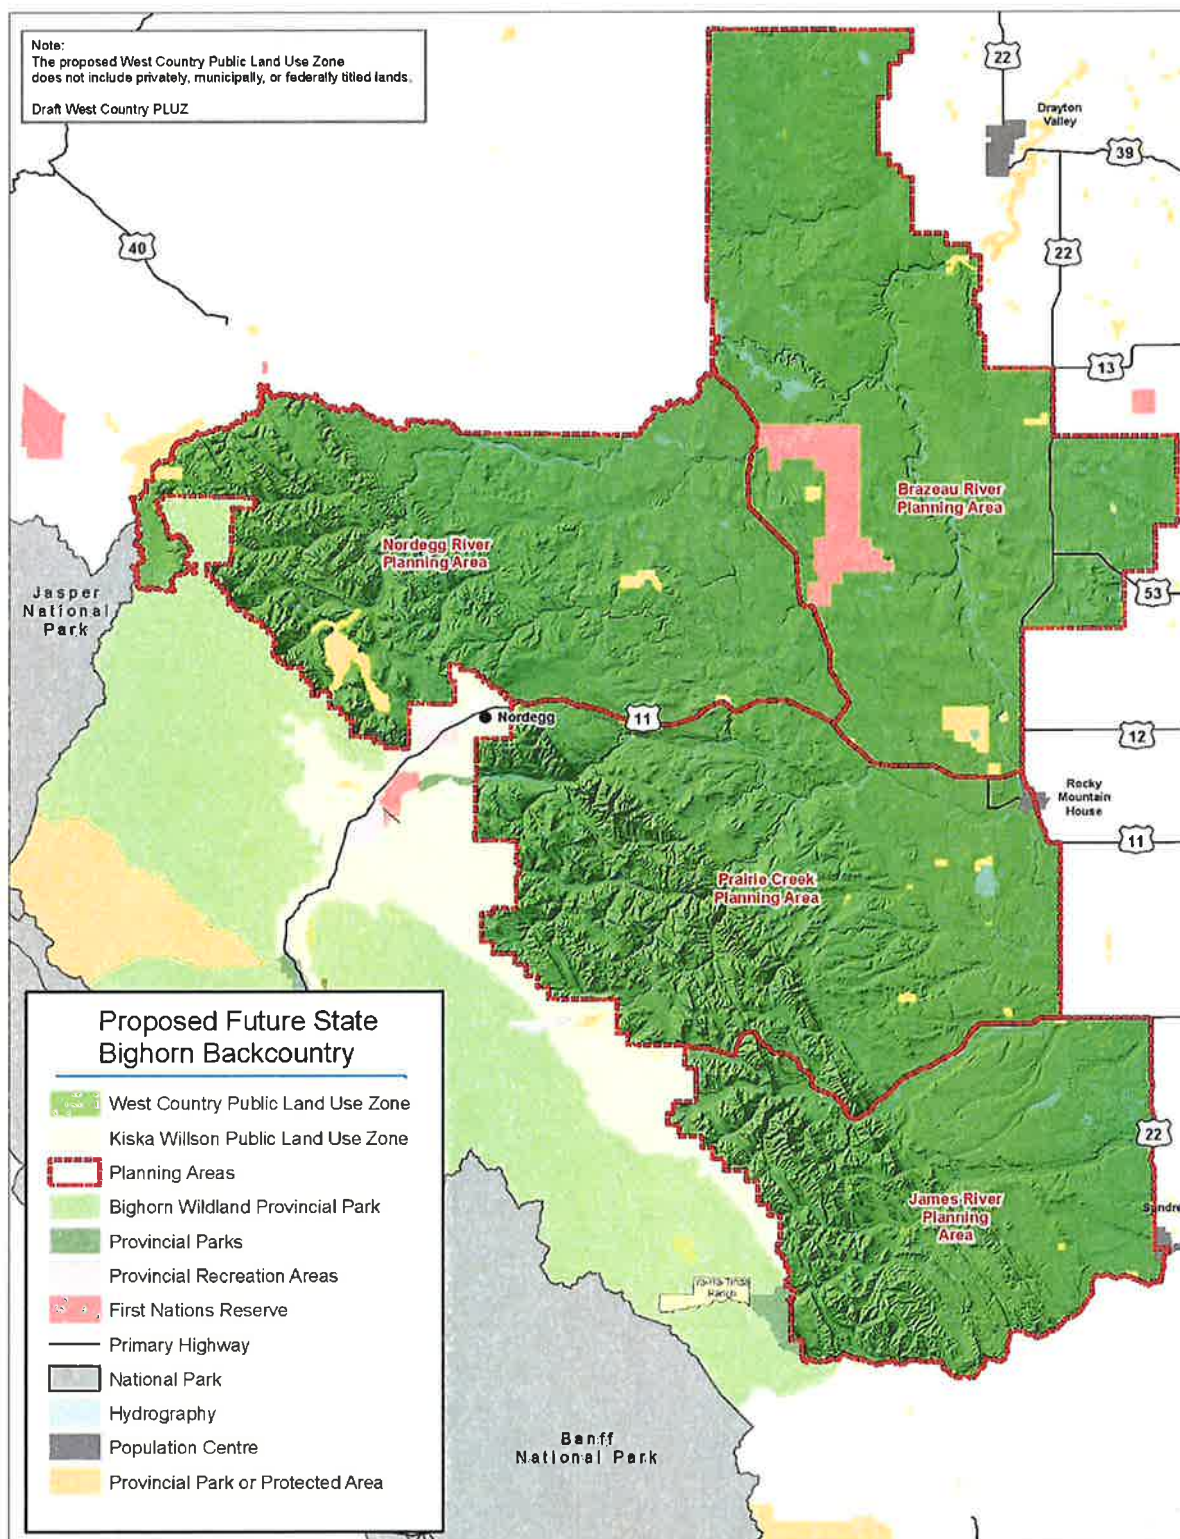 Note:
The proposed West Country Public Land Use Zone
does not include privately, municipally, or federally titled lands.
Draft West Country PLUZ
22
Drayton
Valley
39
40
22
13
Brazeau River
Planning Area
Nordegg River
Planning Area
Jasper
National
Park
53
Nordegg
11
12
Rocky
Mountain
House
11
Prairie Creek
Planning Area
Proposed Future State
Bighorn Backcountry
West Country Public Land Use Zone
Kiska Willson Public Land Use Zone
Planning Areas
Bighorn Wildland Provincial Park
Provincial Parks
Provincial Recreation Areas
First Nations Reserve
Primary Highway
National Park
Hydrography
Population Centre
Provincial Park or Protected Area
22
James River
Planning
Area
Sundre
Ranch
Banff
National Park